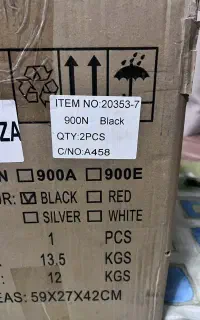 ITEM NO:20353-7
900N Black
QTY:2PCS
C/NO:A458
ZA
N □ 900A □ 900E
R: ☑ BLACK □ RED
□ SILVER □ WHITE
: 1 PCS
: 13.5 KGS
: 12 KGS
EAS: 59X27X42CM